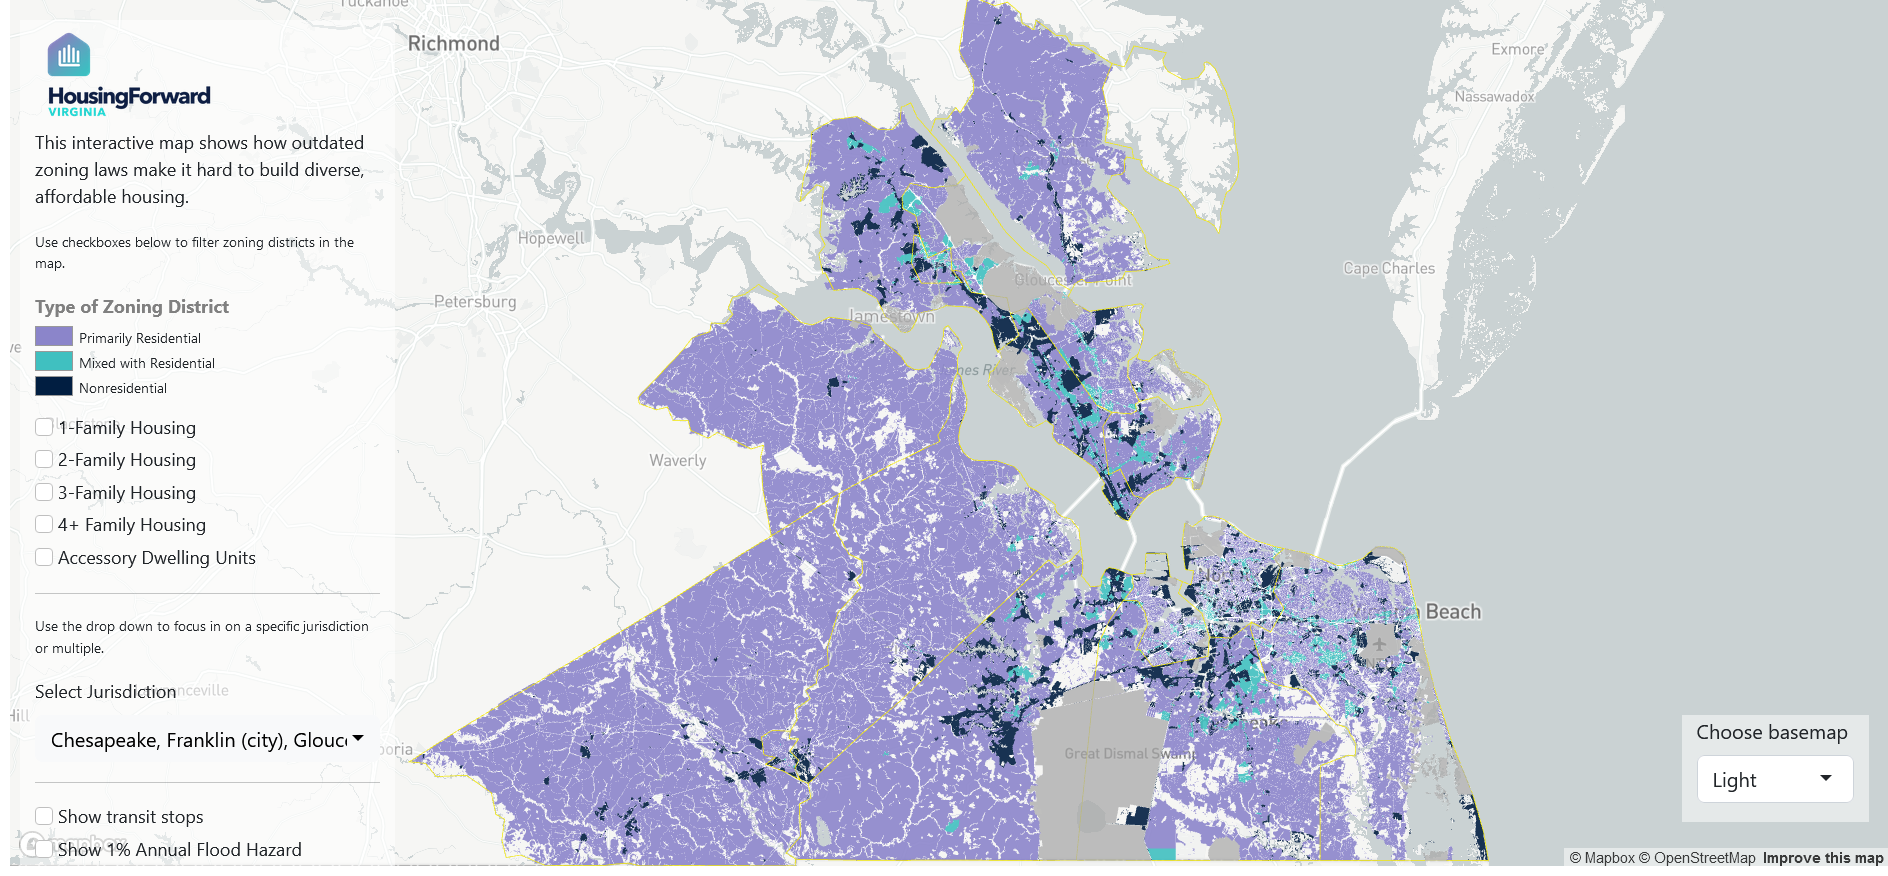 HousingForward
VIRGINIA
This interactive map shows how outdated
zoning laws make it hard to build diverse,
affordable housing.
Use checkboxes below to filter zoning districts in the
map.
Type of Zoning District
Primarily Residential
Mixed with Residential
Nonresidential
1-Family Housing
2-Family Housing
3-Family Housing
4+ Family Housing
Accessory Dwelling Units
Use the drop down to focus in on a specific jurisdiction
or multiple.
Select Jurisdiction
Chesapeake, Franklin (city), Glouc
Show transit stops
Show 1% Annual Flood Hazard
Tuckahoe
Richmond
Hopewell
Petersburg
Waverly
Jamestown
Gloucester Point
mes River
Exmore
Nassawadox
Cape Charles
Beach
Great Dismal Swamp
Choose basemap
Light
© Mapbox © OpenStreetMap Improve this map